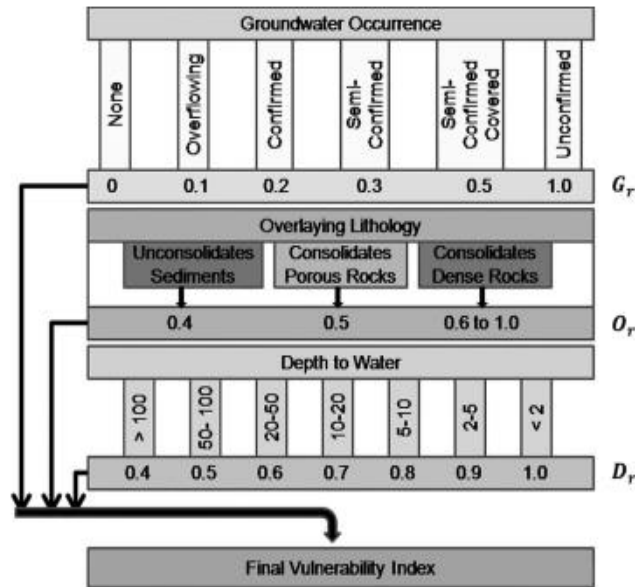 Groundwater Occurrence
None
Overflowing
Confirmed
Semi-
Confirmed
Semi-
Confirmed
Covered
Unconfirmed
0 0.1 0.2 0.3 0.5 1.0 Gr
Overlaying Lithology
Unconsolidates
Sediments
Consolidates
Porous Rocks
Consolidates
Dense Rocks
0.4 0.5 0.6 to 1.0 Or
Depth to Water
> 100
50- 100
20-50
10-20
5-10
2-5
< 2
0.4 0.5 0.6 0.7 0.8 0.9 1.0 Dr
Final Vulnerability Index